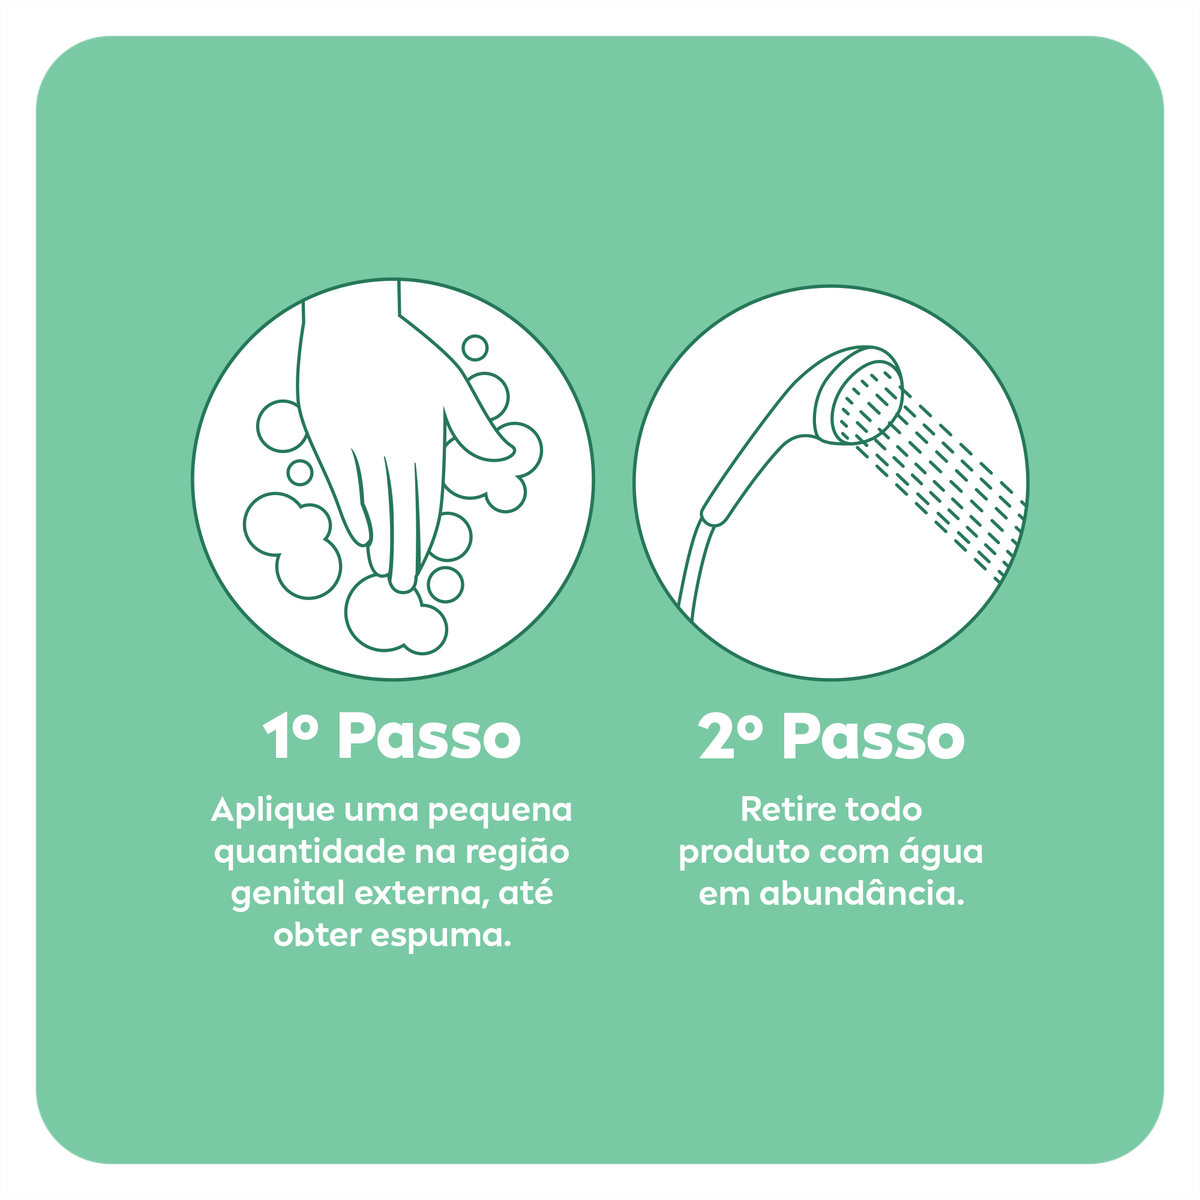 1º Passo
Aplique uma pequena
quantidade na região
genital externa, até
obter espuma.
2º Passo
Retire todo
produto com água
em abundância.